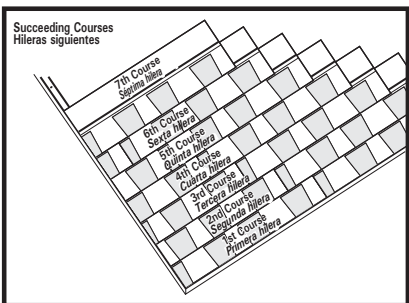 Succeeding Courses
Hileras siguientes
7th Course
Séptima hilera
6th Course
Sexta hilera
5th Course
Quinta hilera
4th Course
Cuarta hilera
3rd Course
Tercera hilera
2nd Course
Segunda hilera
1st Course
Primera hilera